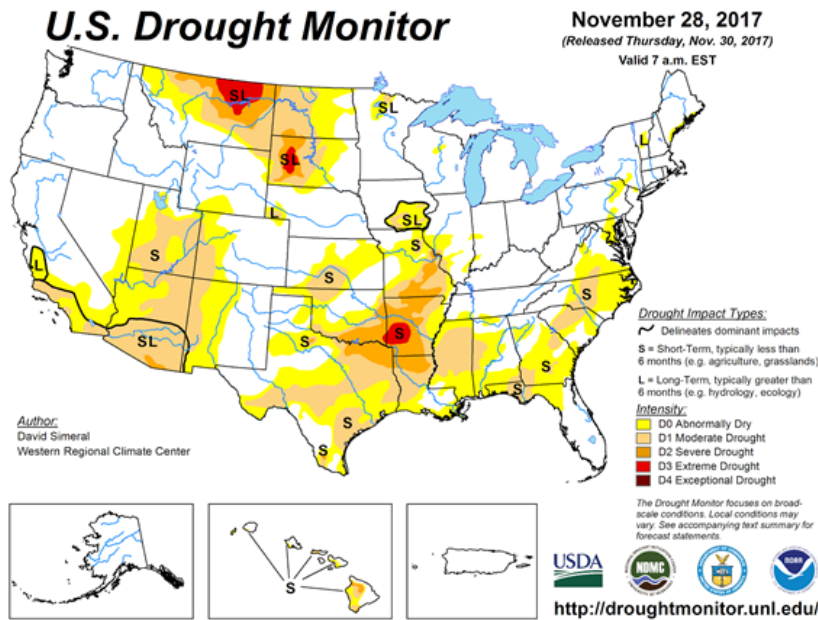 U.S. Drought Monitor
November 28, 2017
(Released Thursday, Nov. 30, 2017)
Valid 7 a.m. EST
SL
SL
SL
L
L
SL
S
S
S
L
S
S
SL
S
S
S
S
S
S
Drought Impact Types:
Delineates dominant impacts
S = Short-Term, typically less than
6 months (e.g. agriculture, grasslands)
L = Long-Term, typically greater than
6 months (e.g. hydrology, ecology)
Intensity:
D0 Abnormally Dry
D1 Moderate Drought
D2 Severe Drought
D3 Extreme Drought
D4 Exceptional Drought
Author:
David Simeral
Western Regional Climate Center
The Drought Monitor focuses on broad-
scale conditions. Local conditions may
vary. See accompanying text summary for
forecast statements.
S
USDA
NDMC
NOAA
http://droughtmonitor.unl.edu/